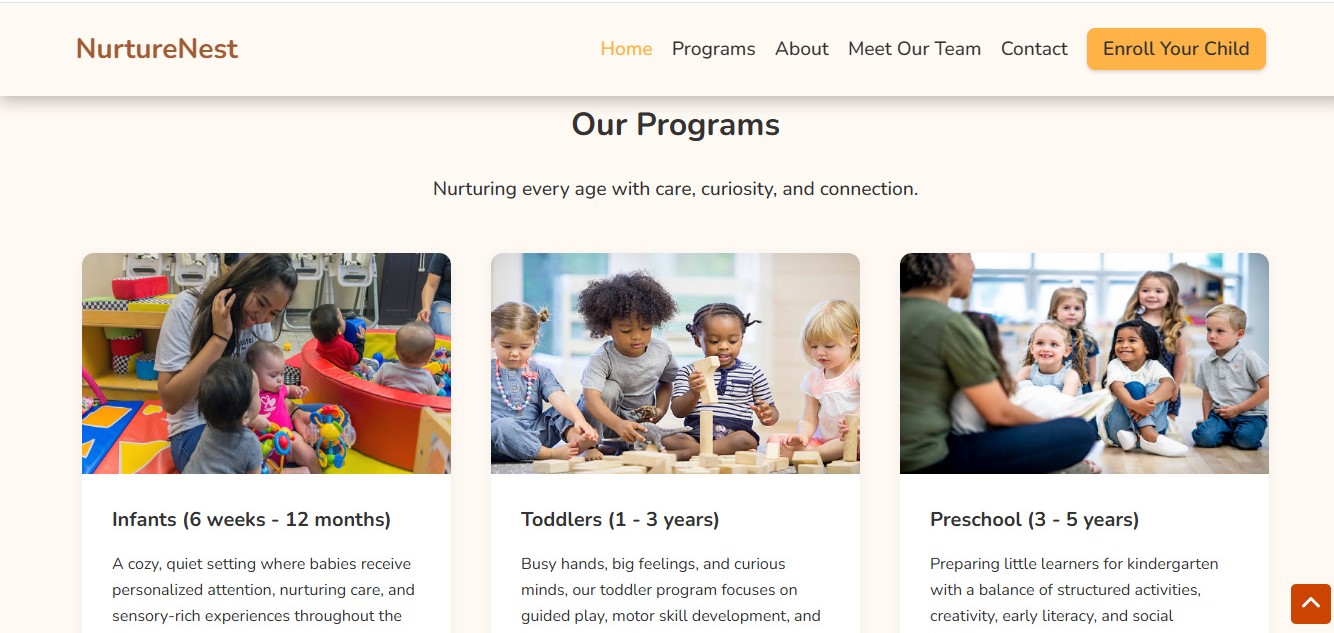 NurtureNest
Home Programs About Meet Our Team Contact Enroll Your Child
Our Programs
Nurturing every age with care, curiosity, and connection.
Infants (6 weeks - 12 months)
A cozy, quiet setting where babies receive
personalized attention, nurturing care, and
sensory-rich experiences throughout the
Toddlers (1 - 3 years)
Busy hands, big feelings, and curious
minds, our toddler program focuses on
guided play, motor skill development, and
Preschool (3 - 5 years)
Preparing little learners for kindergarten
with a balance of structured activities,
creativity, early literacy, and social